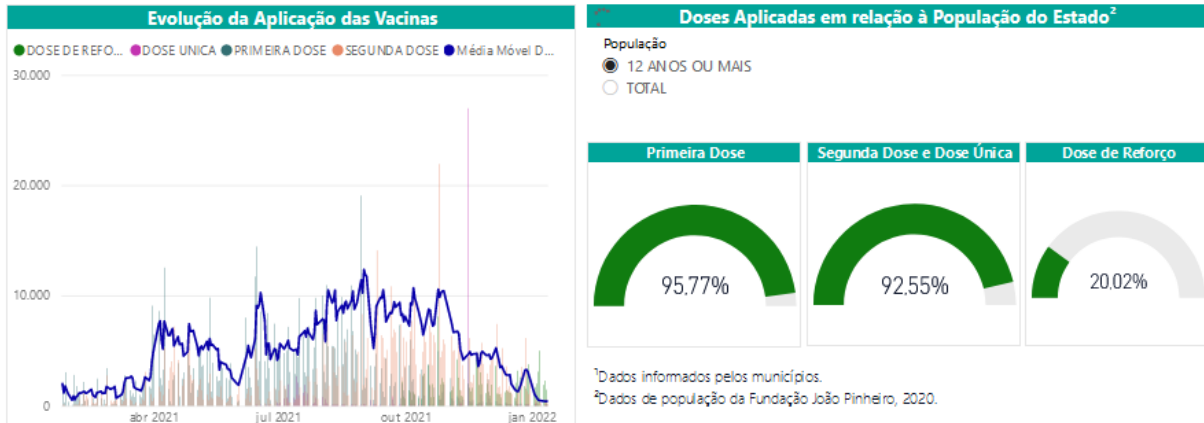 Evolução da Aplicação das Vacinas
DOSE DE REFO... DOSE UNICA PRIMEIRA DOSE SEGUNDA DOSE Média Móvel D...
30.000
20.000
10.000
0
abr 2021 jul 2021 out 2021 jan 2022
Doses Aplicadas em relação à População do Estado²
População
12 ANOS OU MAIS
TOTAL
Primeira Dose
95,77%
Segunda Dose e Dose Única
92,55%
Dose de Reforço
20,02%
¹Dados informados pelos municípios.
²Dados de população da Fundação João Pinheiro, 2020.